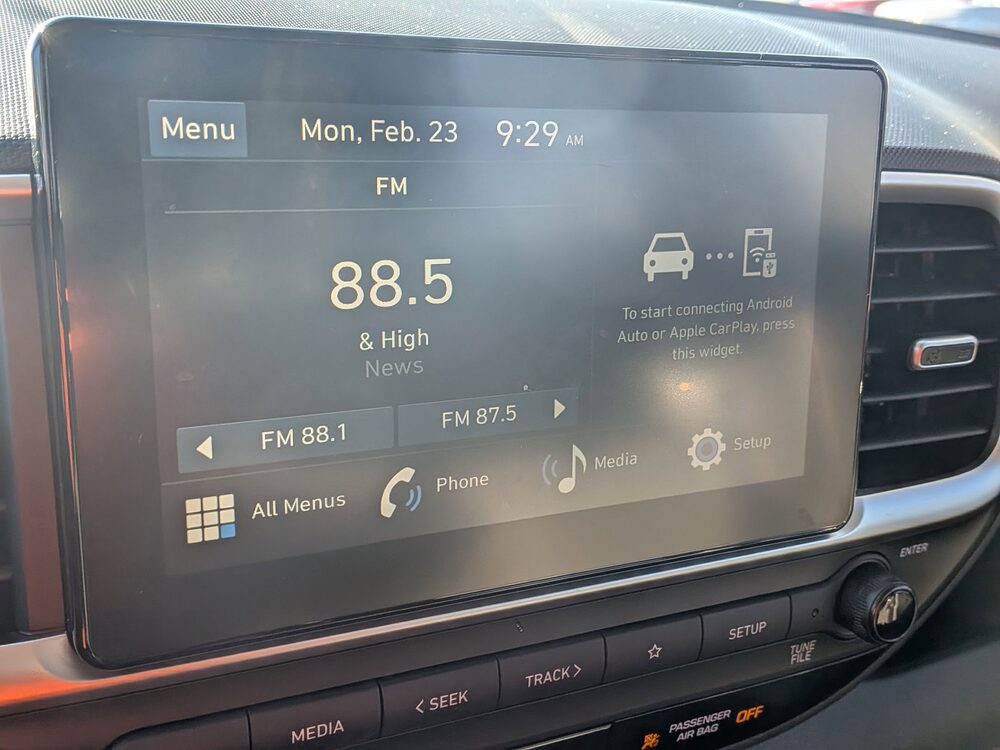 Menu
Mon, Feb. 23
9:29 AM
FM
88.5
& High
News
FM 88.1
FM 87.5
To start connecting Android
Auto or Apple CarPlay, press
this widget.
All Menus
Phone
Media
Setup
MEDIA
< SEEK
TRACK >
SETUP
ENTER
TUNE
FILE
PASSENGER
AIR BAG
OFF